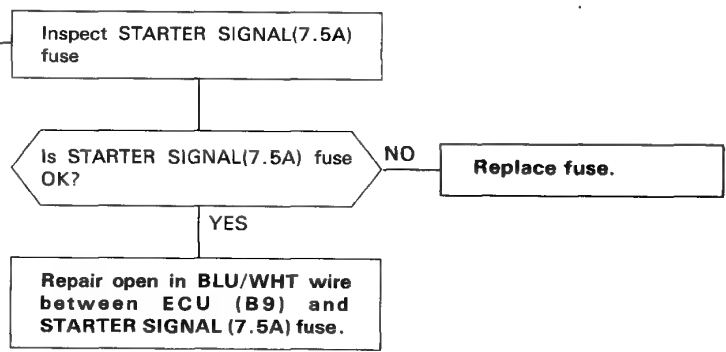 Inspect STARTER SIGNAL(7.5A)
fuse
Is STARTER SIGNAL(7.5A) fuse
OK?
NO
Replace fuse.
YES
Repair open in BLU/WHT wire
between ECU (B9) and
STARTER SIGNAL (7.5A) fuse.